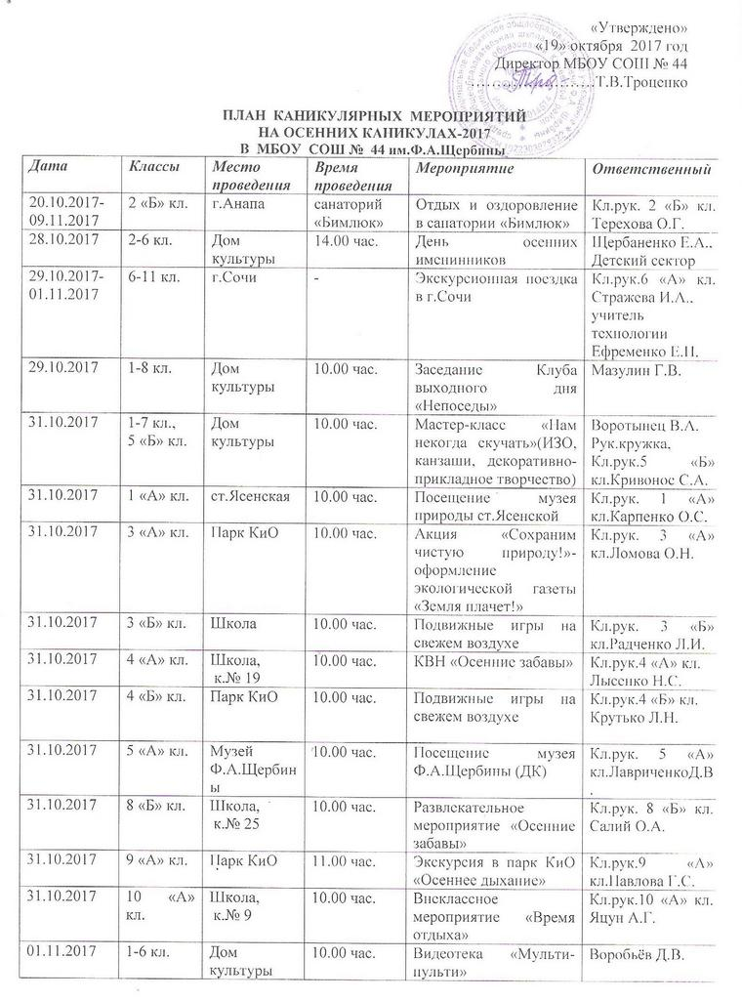 «Утверждено»
«19» октября 2017 год
Директор МБОУ СОШ № 44
Т.В.Троценко
ПЛАН КАНИКУЛЯРНЫХ МЕРОПРИЯТИЙ
НА ОСЕННИХ КАНИКУЛАХ-2017
В МБОУ СОШ № 44 им.Ф.А.Щербины
Дата Классы Место проведения Время проведения Мероприятие Ответственный
20.10.2017- 2 «Б» кл. г.Анапа санаторий Отдых и оздоровление Кл.рук. 2 «Б» кл.
09.11.2017 «Бимлюк» в санатории «Бимлюк» Терехова О.Г.
28.10.2017 2-6 кл. Дом 14.00 час. День осенних Щербаненко Е.А..
культуры именинников Детский сектор
29.10.2017- 6-11 кл. г.Сочи - Экскурсионная поездка Кл.рук.6 «А» кл.
01.11.2017 в г.Сочи Стражева И.А..
учитель
технологии
Ефременко Е.П.
29.10.2017 1-8 кл. Дом 10.00 час. Заседание Клуба Мазулин Г.В.
культуры выходного дня
«Непоседы»
31.10.2017 1-7 кл., Дом 10.00 час. Мастер-класс «Нам Воротынец В.А.
5 «Б» кл. культуры некогда скучать»(ИЗО, Рук.кружка,
канзаши, декоративно- Кл.рук.5 «Б»
прикладное творчество) кл.Кривонос С.А.
31.10.2017 1 «А» кл. ст.Ясенская 10.00 час. Посещение музея Кл.рук. 1 «А»
природы ст.Ясенской кл.Карпенко О.С.
31.10.2017 3 «А» кл. Парк КиО 10.00 час. Акция «Сохраним Кл.рук. 3 «А»
чистую природу!»- кл.Ломова О.Н.
оформление
экологической газеты
«Земля плачет!»
31.10.2017 3 «Б» кл. Школа 10.00 час. Подвижные игры на Кл.рук. 3 «Б»
свежем воздухе кл.Радченко Л.И.
31.10.2017 4 «А» кл. Школа, 10.00 час. КВН «Осенние забавы» Кл.рук.4 «А» кл.
к.№ 19 Лысенко Н.С.
31.10.2017 4 «Б» кл. Парк КиО 10.00 час. Подвижные игры на Кл.рук.4 «Б» кл.
свежем воздухе Крутько Л.Н.
31.10.2017 5 «А» кл. Музей 10.00 час. Посещение музея Кл.рук. 5 «А»
Ф.А.Щербин Ф.А.Щербины (ДК) кл.ЛавриченкоД.В
ы .
31.10.2017 8 «Б» кл. Школа, 10.00 час. Развлекательное Кл.рук. 8 «Б» кл.
к.№ 25 мероприятие «Осенние Салий О.А.
забавы»
31.10.2017 9 «А» кл. Парк КиО 11.00 час. Экскурсия в парк КиО Кл.рук.9 «А»
«Осеннее дыхание» кл.Павлова Г.С.
31.10.2017 10 «А» Школа, 10.00 час. Внеклассное Кл.рук.10 «А» кл.
кл. к.№ 9 мероприятие «Время Яцун А.Г.
отдыха»
01.11.2017 1-6 кл. Дом 10.00 час. Видеотека «Мульти- Воробьёв Д.В.
культуры пульти»